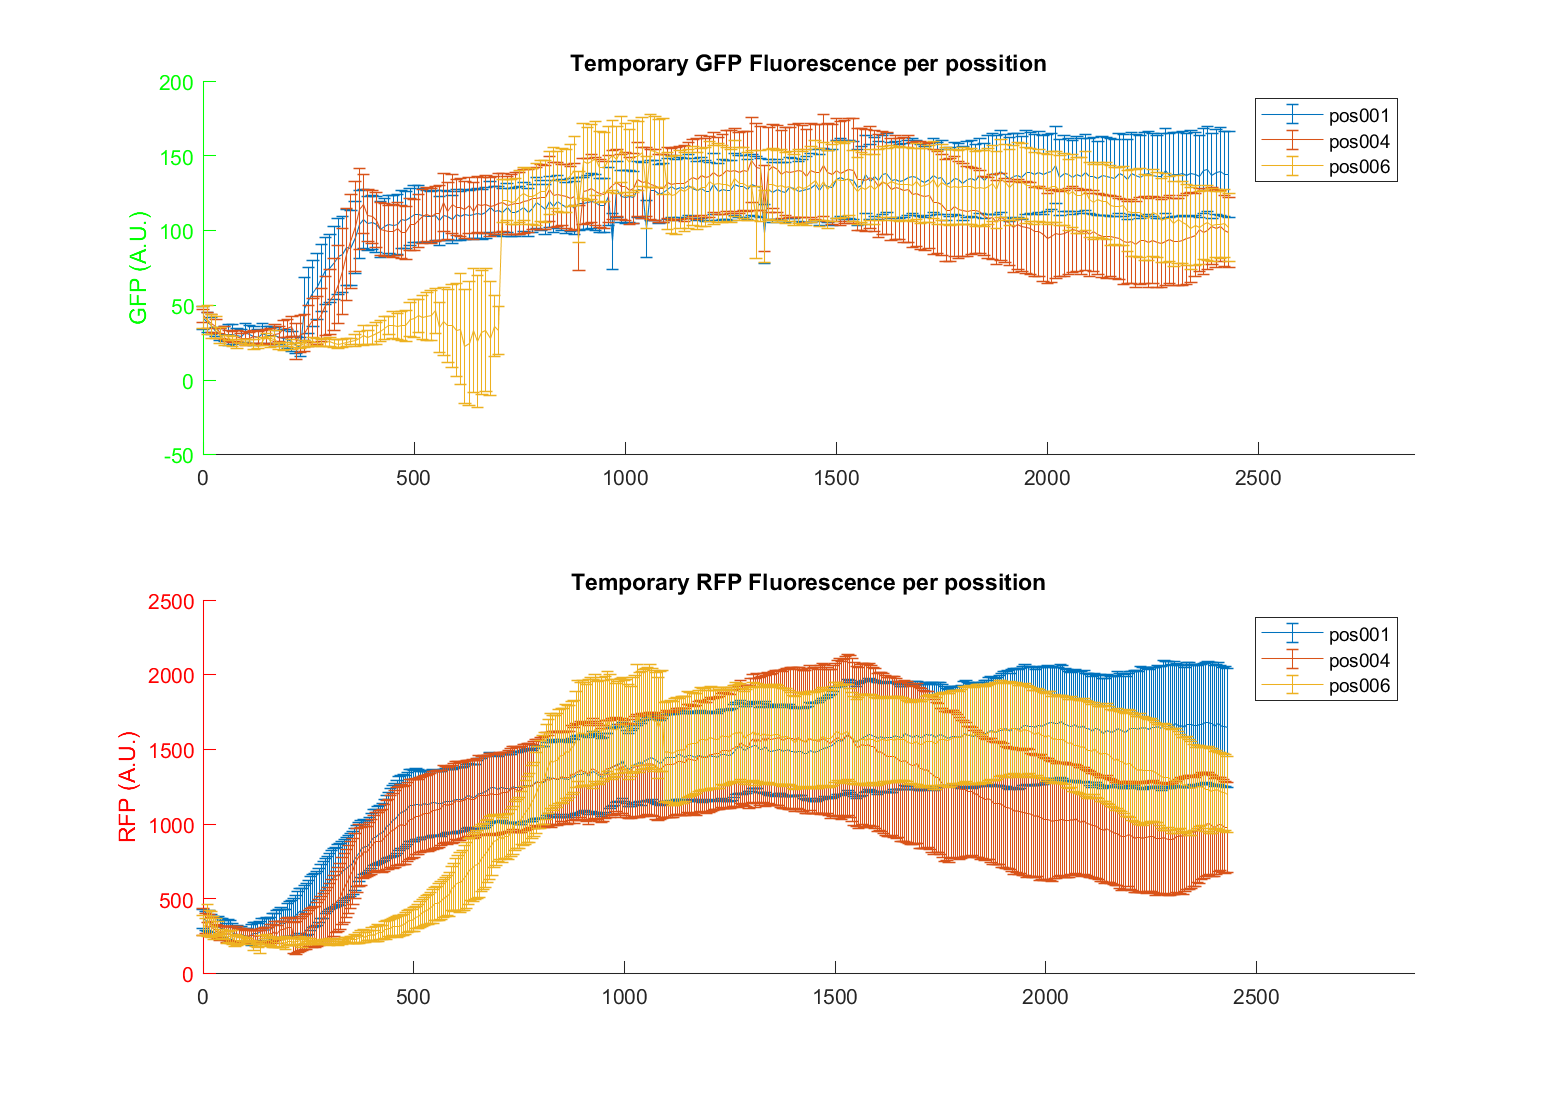 Temporary GFP Fluorescence per possition
GFP (A.U.)
200
150
100
50
0
-50
0 500 1000 1500 2000 2500
pos001
pos004
pos006
Temporary RFP Fluorescence per possition
RFP (A.U.)
2500
2000
1500
1000
500
0
0 500 1000 1500 2000 2500
pos001
pos004
pos006